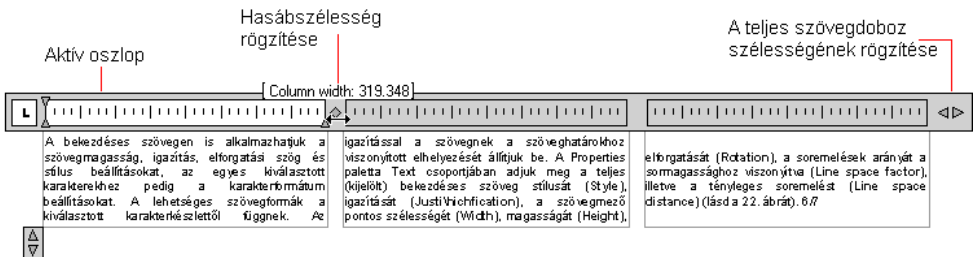 Hasábszélesség
rögzítése
A teljes szövegdoboz
szélességének rögzítése
Aktív oszlop
[ Column width: 319.348]
L
A bekezdéses szövegen is alkalmazhatjuk a
szövegmagasság, igazítás, elforgatási szög és
stílus beállításokat, az egyes kiválasztott
karakterekhez pedig a karakterformátum
beállításokat. A lehetséges szövegformák a
kiválasztott karakterkészlettől függnek. Az
igazítással a szövegnek a szöveghatárokhoz
viszonyított elhelyezését állítjuk be. A Properties
paletta Text csoportjában adjuk meg a teljes
(kijelölt) bekezdéses szöveg stílusát (Style),
igazítását (Justi\hichfication), a szövegmező
pontos szélességét (Width), magasságát (Height),
elforgatását (Rotation), a soremelések arányát a
sormagassághoz viszonyítva (Line space factor),
illetve a tényleges soremelést (Line space
distance) (lásd a 22. ábrát). 6/7